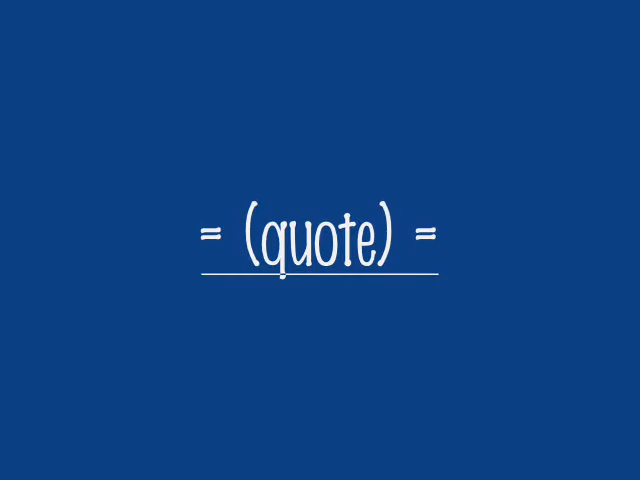 = (quote) =